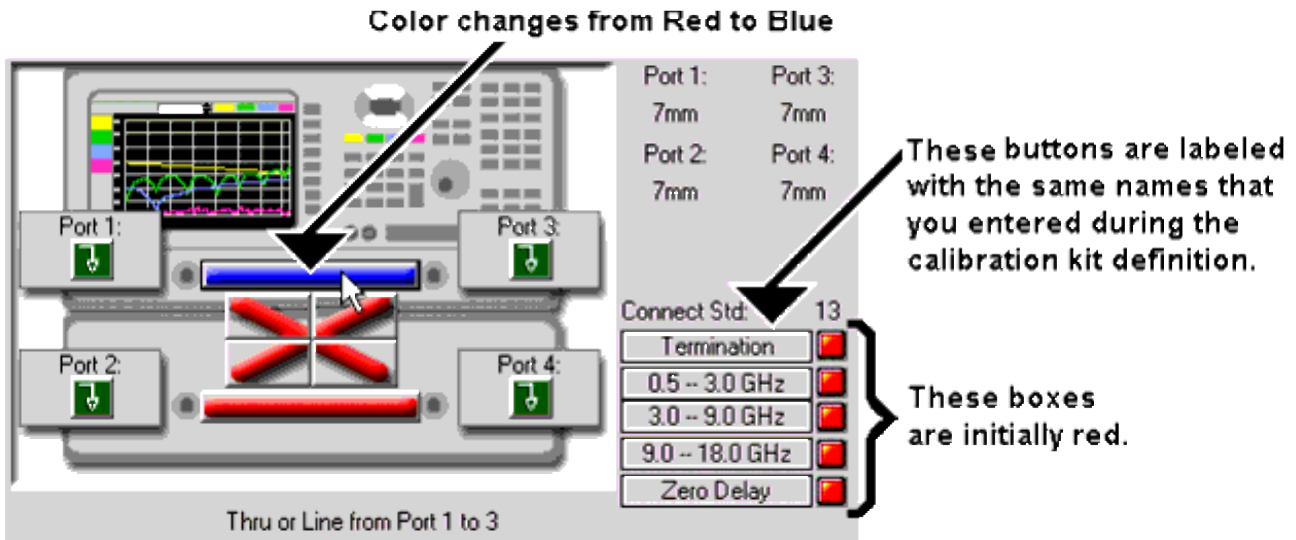 Color changes from Red to Blue
Port 1: Port 3:
7mm 7mm
Port 2: Port 4:
7mm 7mm
These buttons are labeled
with the same names that
you entered during the
calibration kit definition.
Port 1:
Port 3:
Connect Std: 13
Termination
0.5 -- 3.0 GHz
3.0 -- 9.0 GHz
9.0 -- 18.0 GHz
Zero Delay
Port 2:
Port 4:
These boxes
are initially red.
Thru or Line from Port 1 to 3